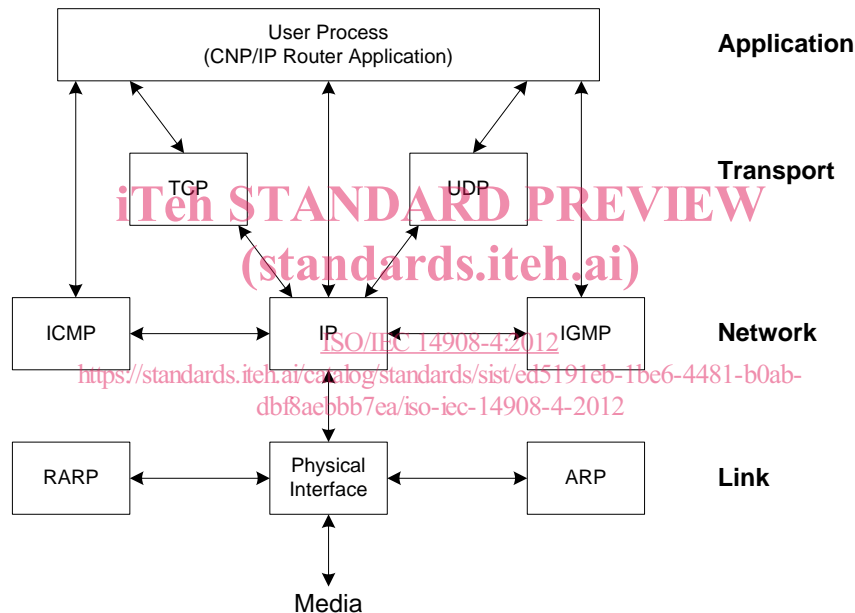 User Process
(CNP/IP Router Application)
Application
TCP
UDP
Transport
iTeh STANDARD PREVIEW
(standards.iteh.ai)
ICMP
IP
IGMP
Network
ISO/IEC 14908-4:2012
https://standards.iteh.ai/catalog/standards/sist/ed5191eb-1be6-4481-b0ab-
dbf8aebbb7ea/iso-iec-14908-4-2012
RARP
Physical
Interface
ARP
Link
Media